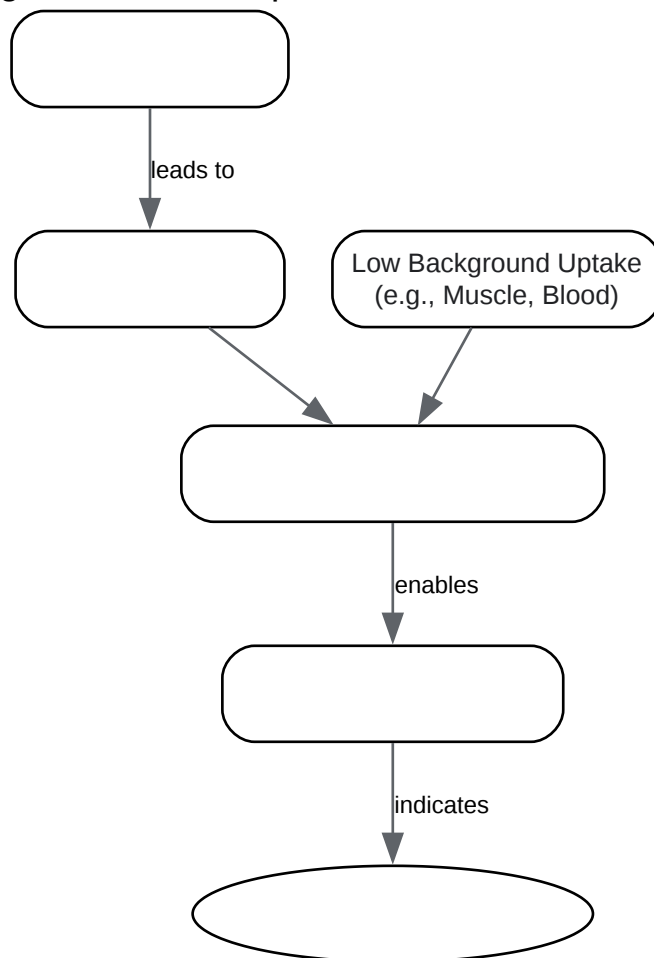 leads to
Low Background Uptake
(e.g., Muscle, Blood)
enables
indicates